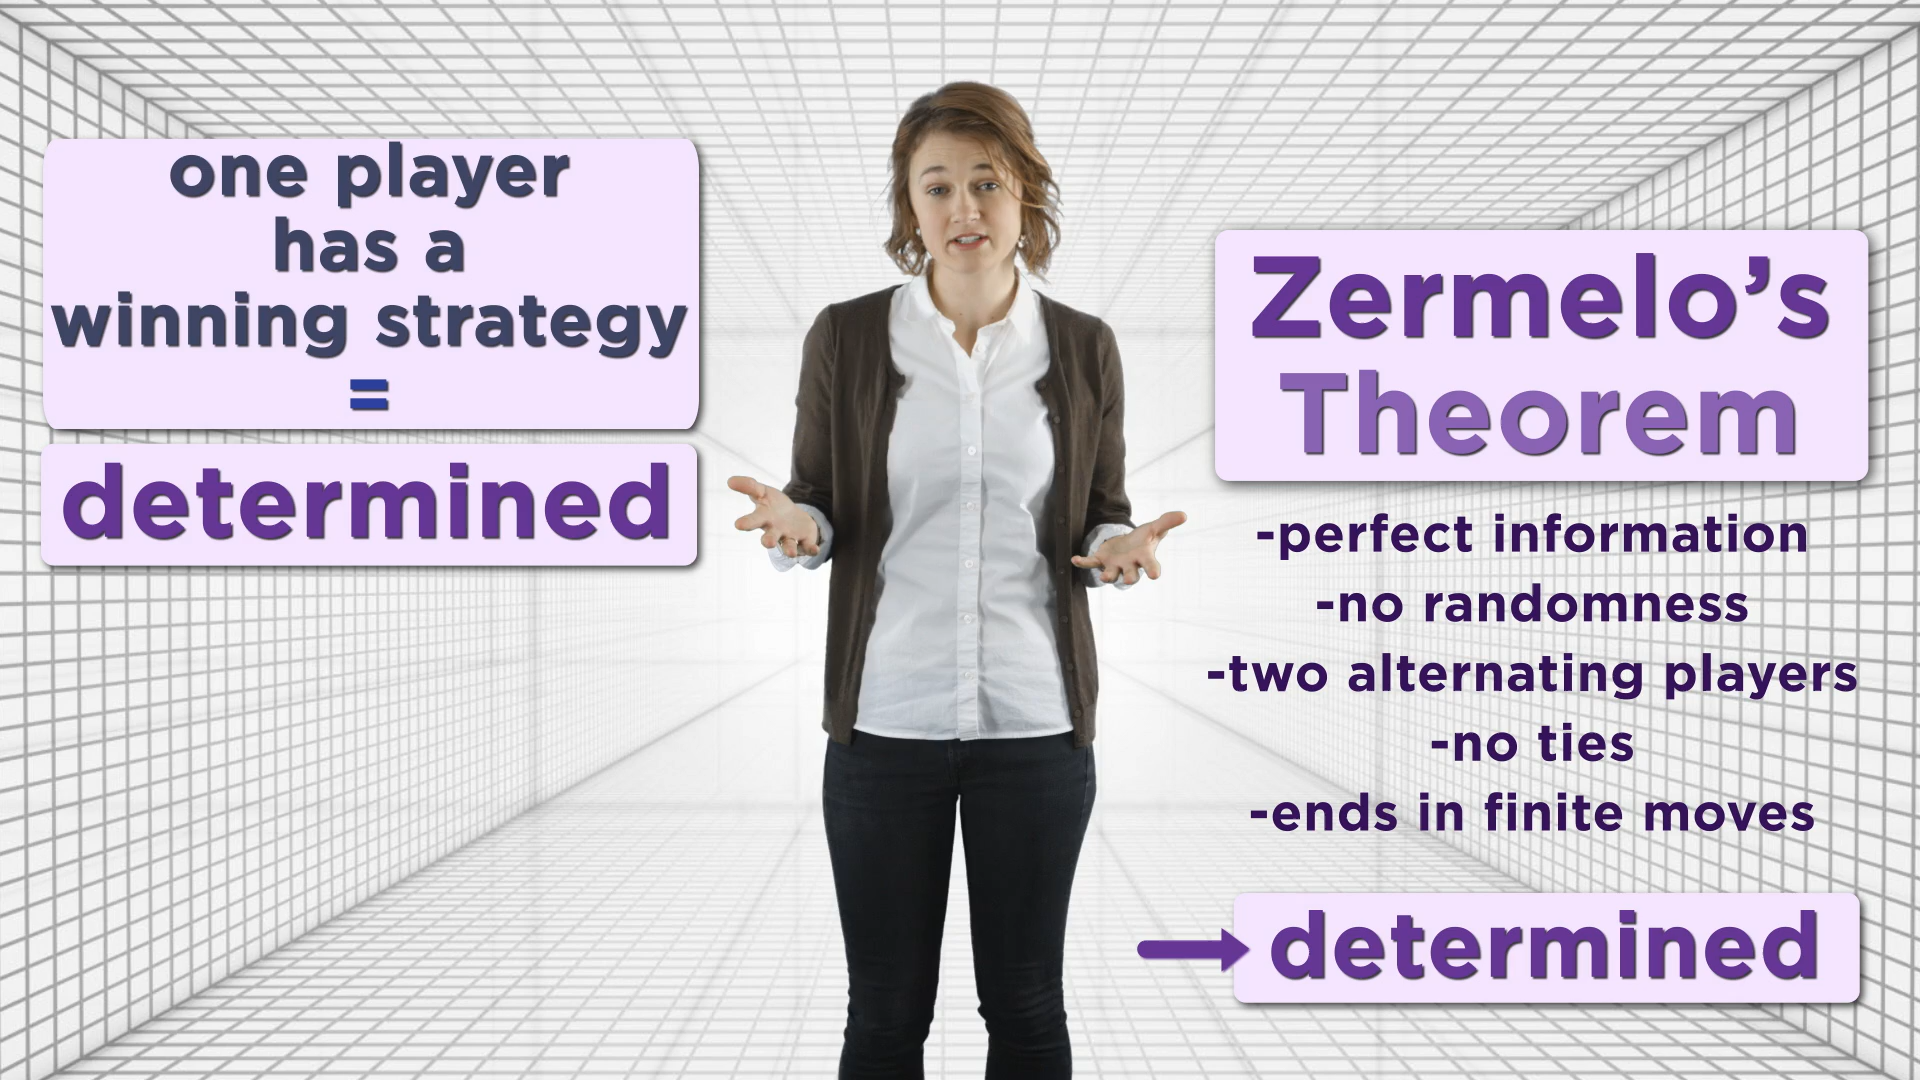 one player
has a
winning strategy
=
determined
Zermelo’s
Theorem
-perfect information
-no randomness
-two alternating players
-no ties
-ends in finite moves
determined